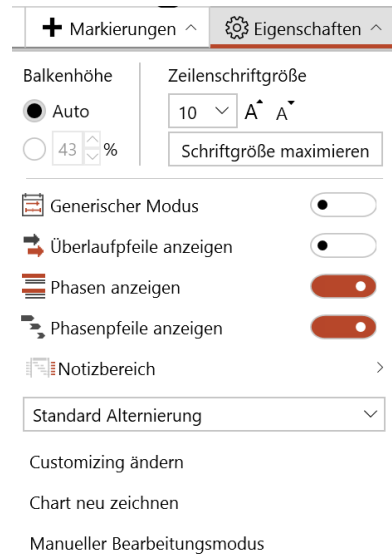 Markierungen Eigenschaften
Balkenhöhe Zeilenschriftgröße
Auto 10 A A
43 % Schriftgröße maximieren
Generischer Modus
Überlaufpfeile anzeigen
Phasen anzeigen
Phasenpfeile anzeigen
Notizbereich
Standard Alternierung
Customizing ändern
Chart neu zeichnen
Manueller Bearbeitungsmodus